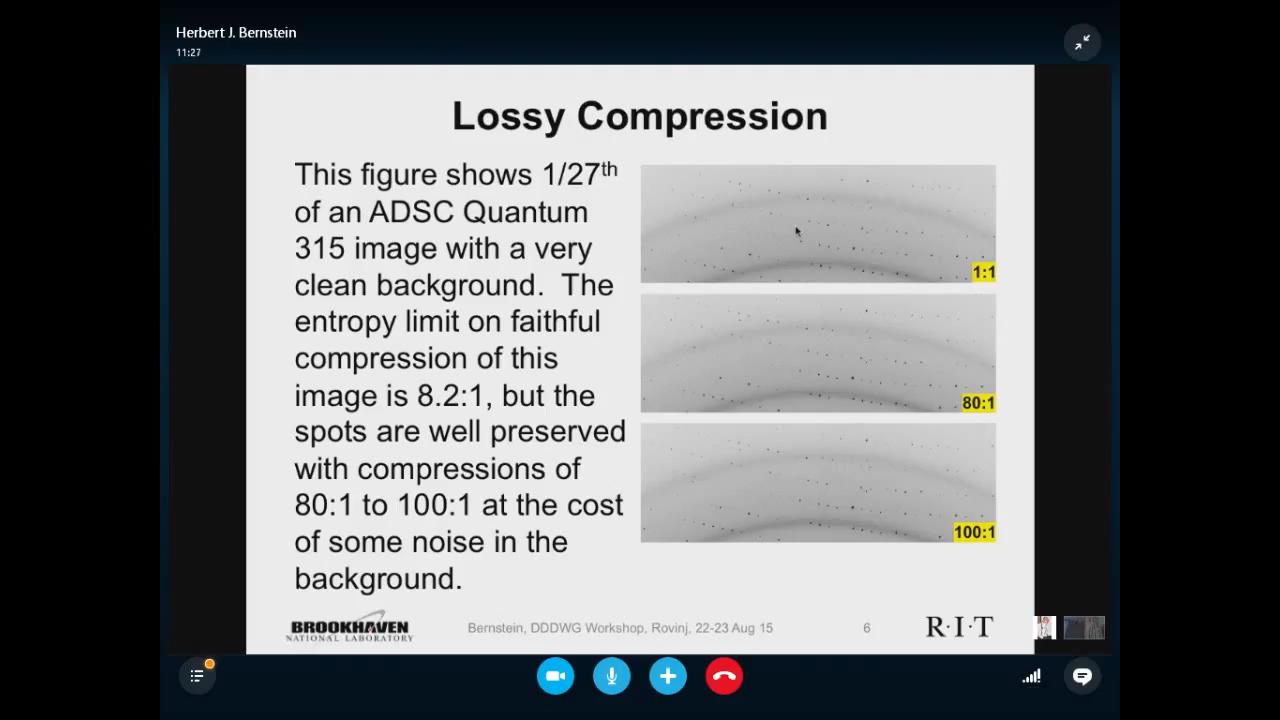 Herbert J. Bernstein
11:27
Lossy Compression
This figure shows 1/27th
of an ADSC Quantum
315 image with a very
clean background. The
entropy limit on faithful
compression of this
image is 8.2:1, but the
spots are well preserved
with compressions of
80:1 to 100:1 at the cost
of some noise in the
background.
1:1
80:1
100:1
BROOKHAVEN
NATIONAL LABORATORY
Bernstein, DDDWG Workshop, Rovinj, 22-23 Aug 15
6
R·I·T